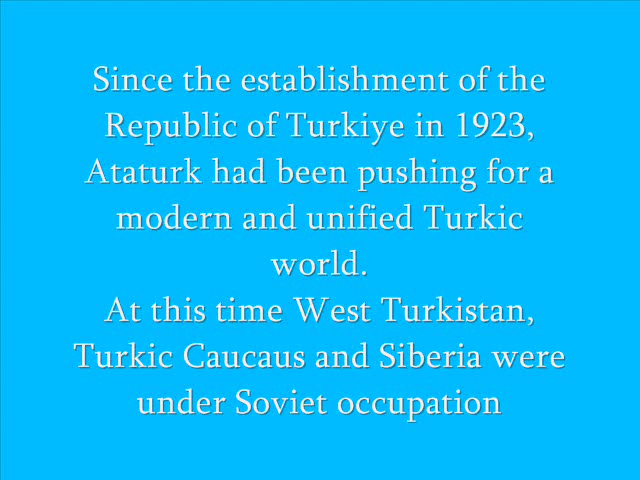 Since the establishment of the
Republic of Turkiye in 1923,
Ataturk had been pushing for a
modern and unified Turkic
world.
At this time West Turkistan,
Turkic Caucaus and Siberia were
under Soviet occupation